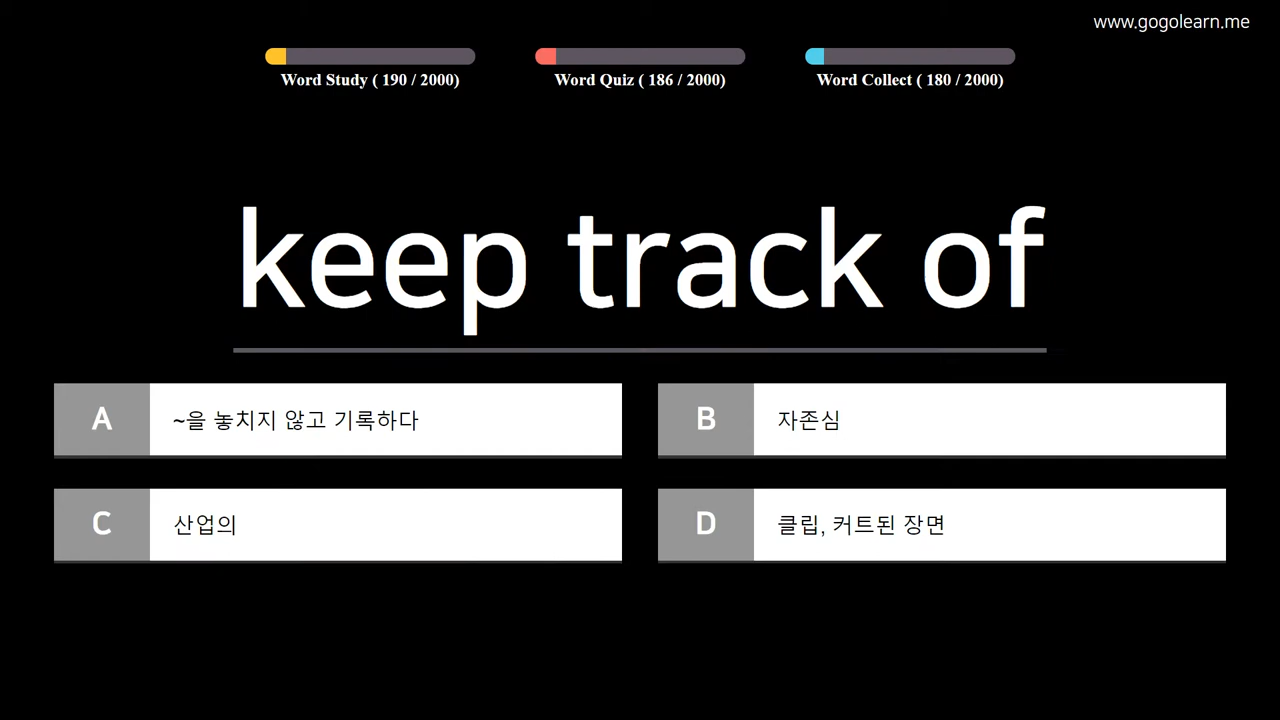 www.gogolearn.me
Word Study ( 190 / 2000)
Word Quiz ( 186 / 2000)
Word Collect ( 180 / 2000)
keep track of
A ~을 놓치지 않고 기록하다
B 자존심
C 산업의
D 클립, 커트된 장면